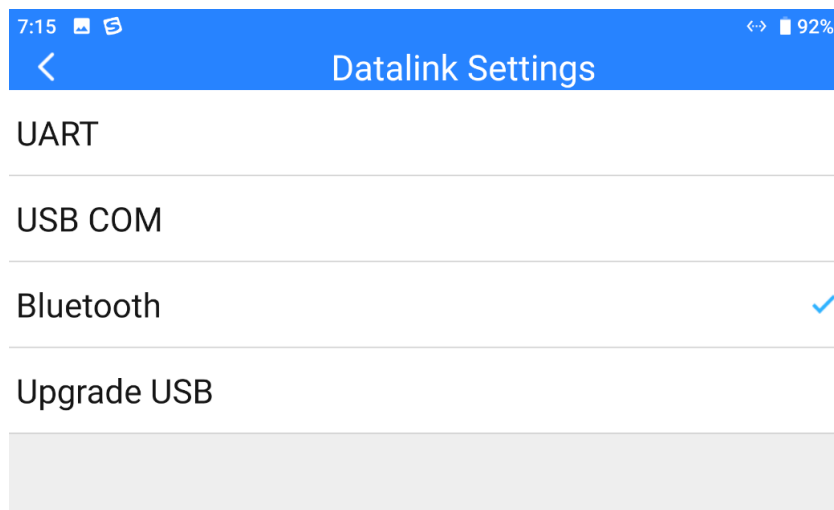 7:15 92%
Datalink Settings
UART
USB COM
Bluetooth
Upgrade USB